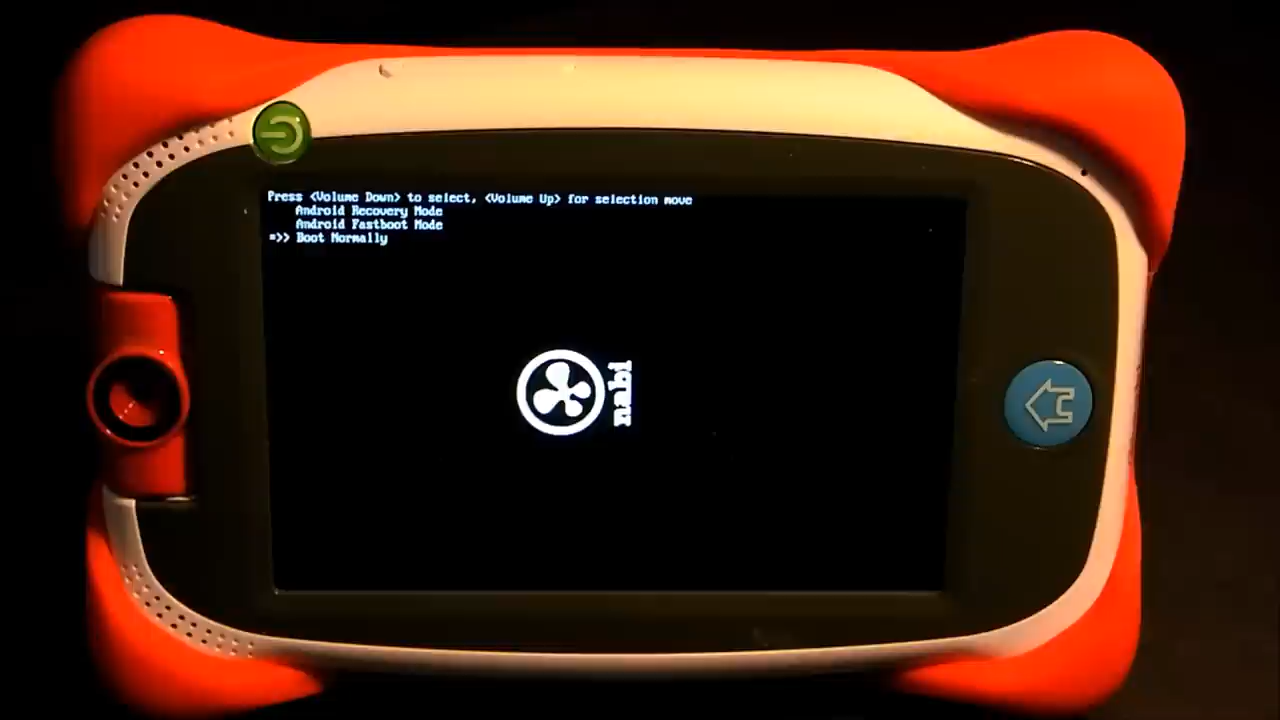 Press <Volume Down> to select, <Volume Up> for selection move
Android Recovery Mode
Android Fastboot Mode
=>> Boot Normally
nabi